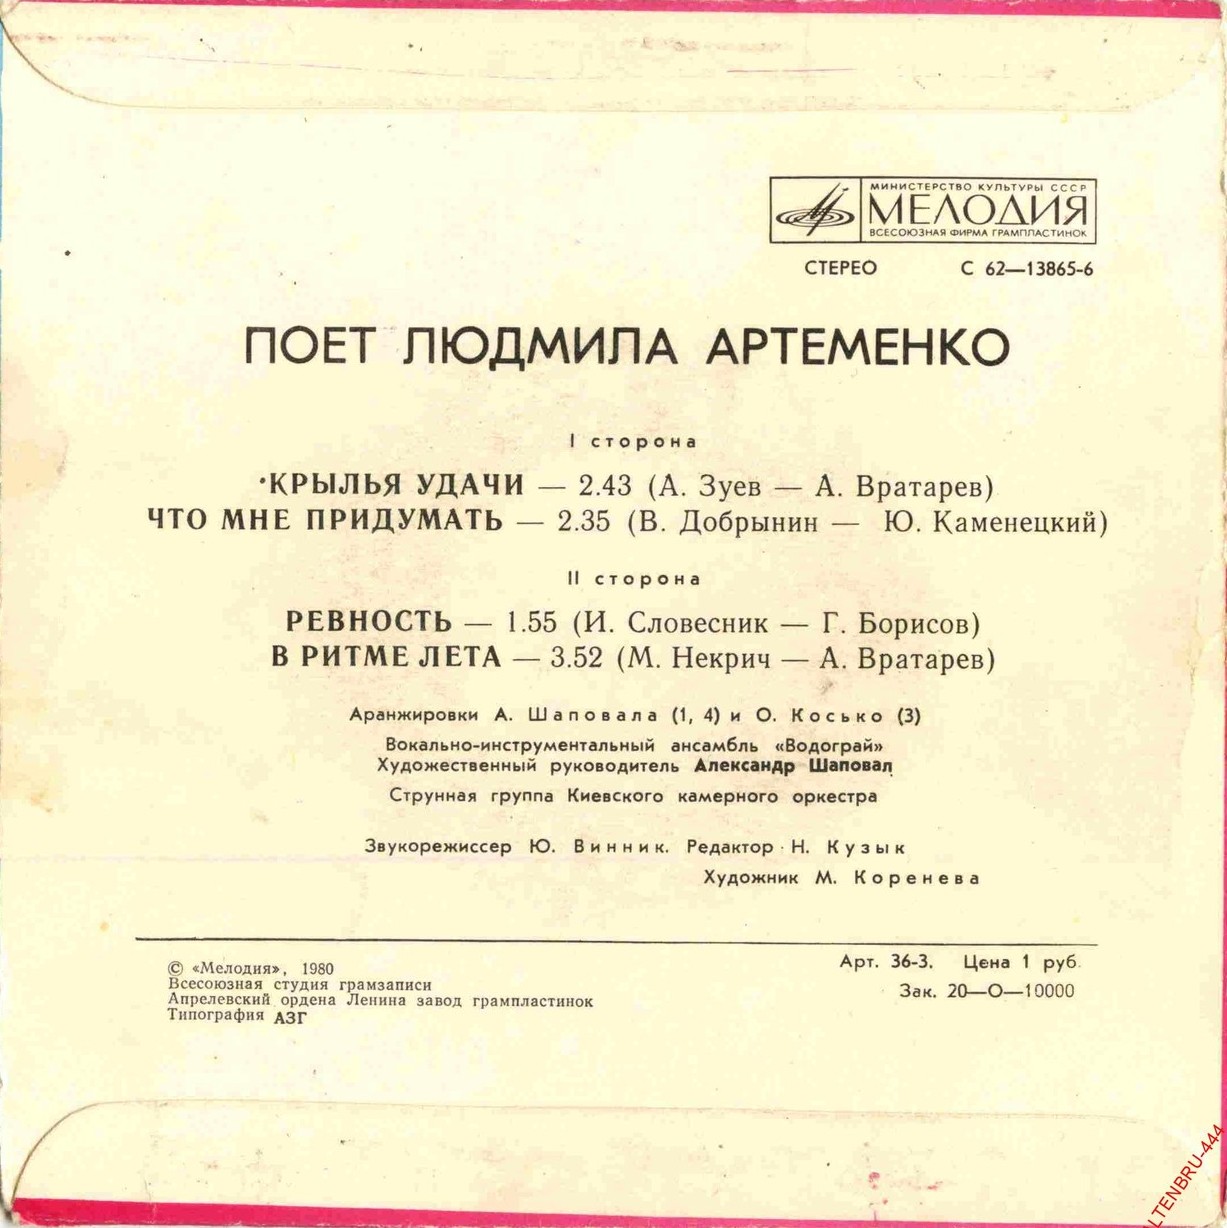 МИНИСТЕРСТВО КУЛЬТУРЫ СССР
МЕЛОДИЯ
ВСЕСОЮЗНАЯ ФИРМА ГРАМПЛАСТИНОК
СТЕРЕО С 62—13865-6
ПОЕТ ЛЮДМИЛА АРТЕМЕНКО
I сторона
КРЫЛЬЯ УДАЧИ — 2.43 (А. Зуев — А. Вратарев)
ЧТО МНЕ ПРИДУМАТЬ — 2.35 (В. Добрынин — Ю. Каменецкий)
II сторона
РЕВНОСТЬ — 1.55 (И. Словесник — Г. Борисов)
В РИТМЕ ЛЕТА — 3.52 (М. Некрич — А. Вратарев)
Аранжировки А. Шаповала (1, 4) и О. Косько (3)
Вокально-инструментальный ансамбль «Водограй»
Художественный руководитель Александр Шаповал
Струнная группа Киевского камерного оркестра
Звукорежиссер Ю. Винник. Редактор Н. Кузык
Художник М. Коренева
© «Мелодия», 1980
Всесоюзная студия грамзаписи
Апрелевский ордена Ленина завод грампластинок
Типография АЗГ
Арт. 36-3. Цена 1 руб.
Зак. 20—О—10000
LTENBRU-444